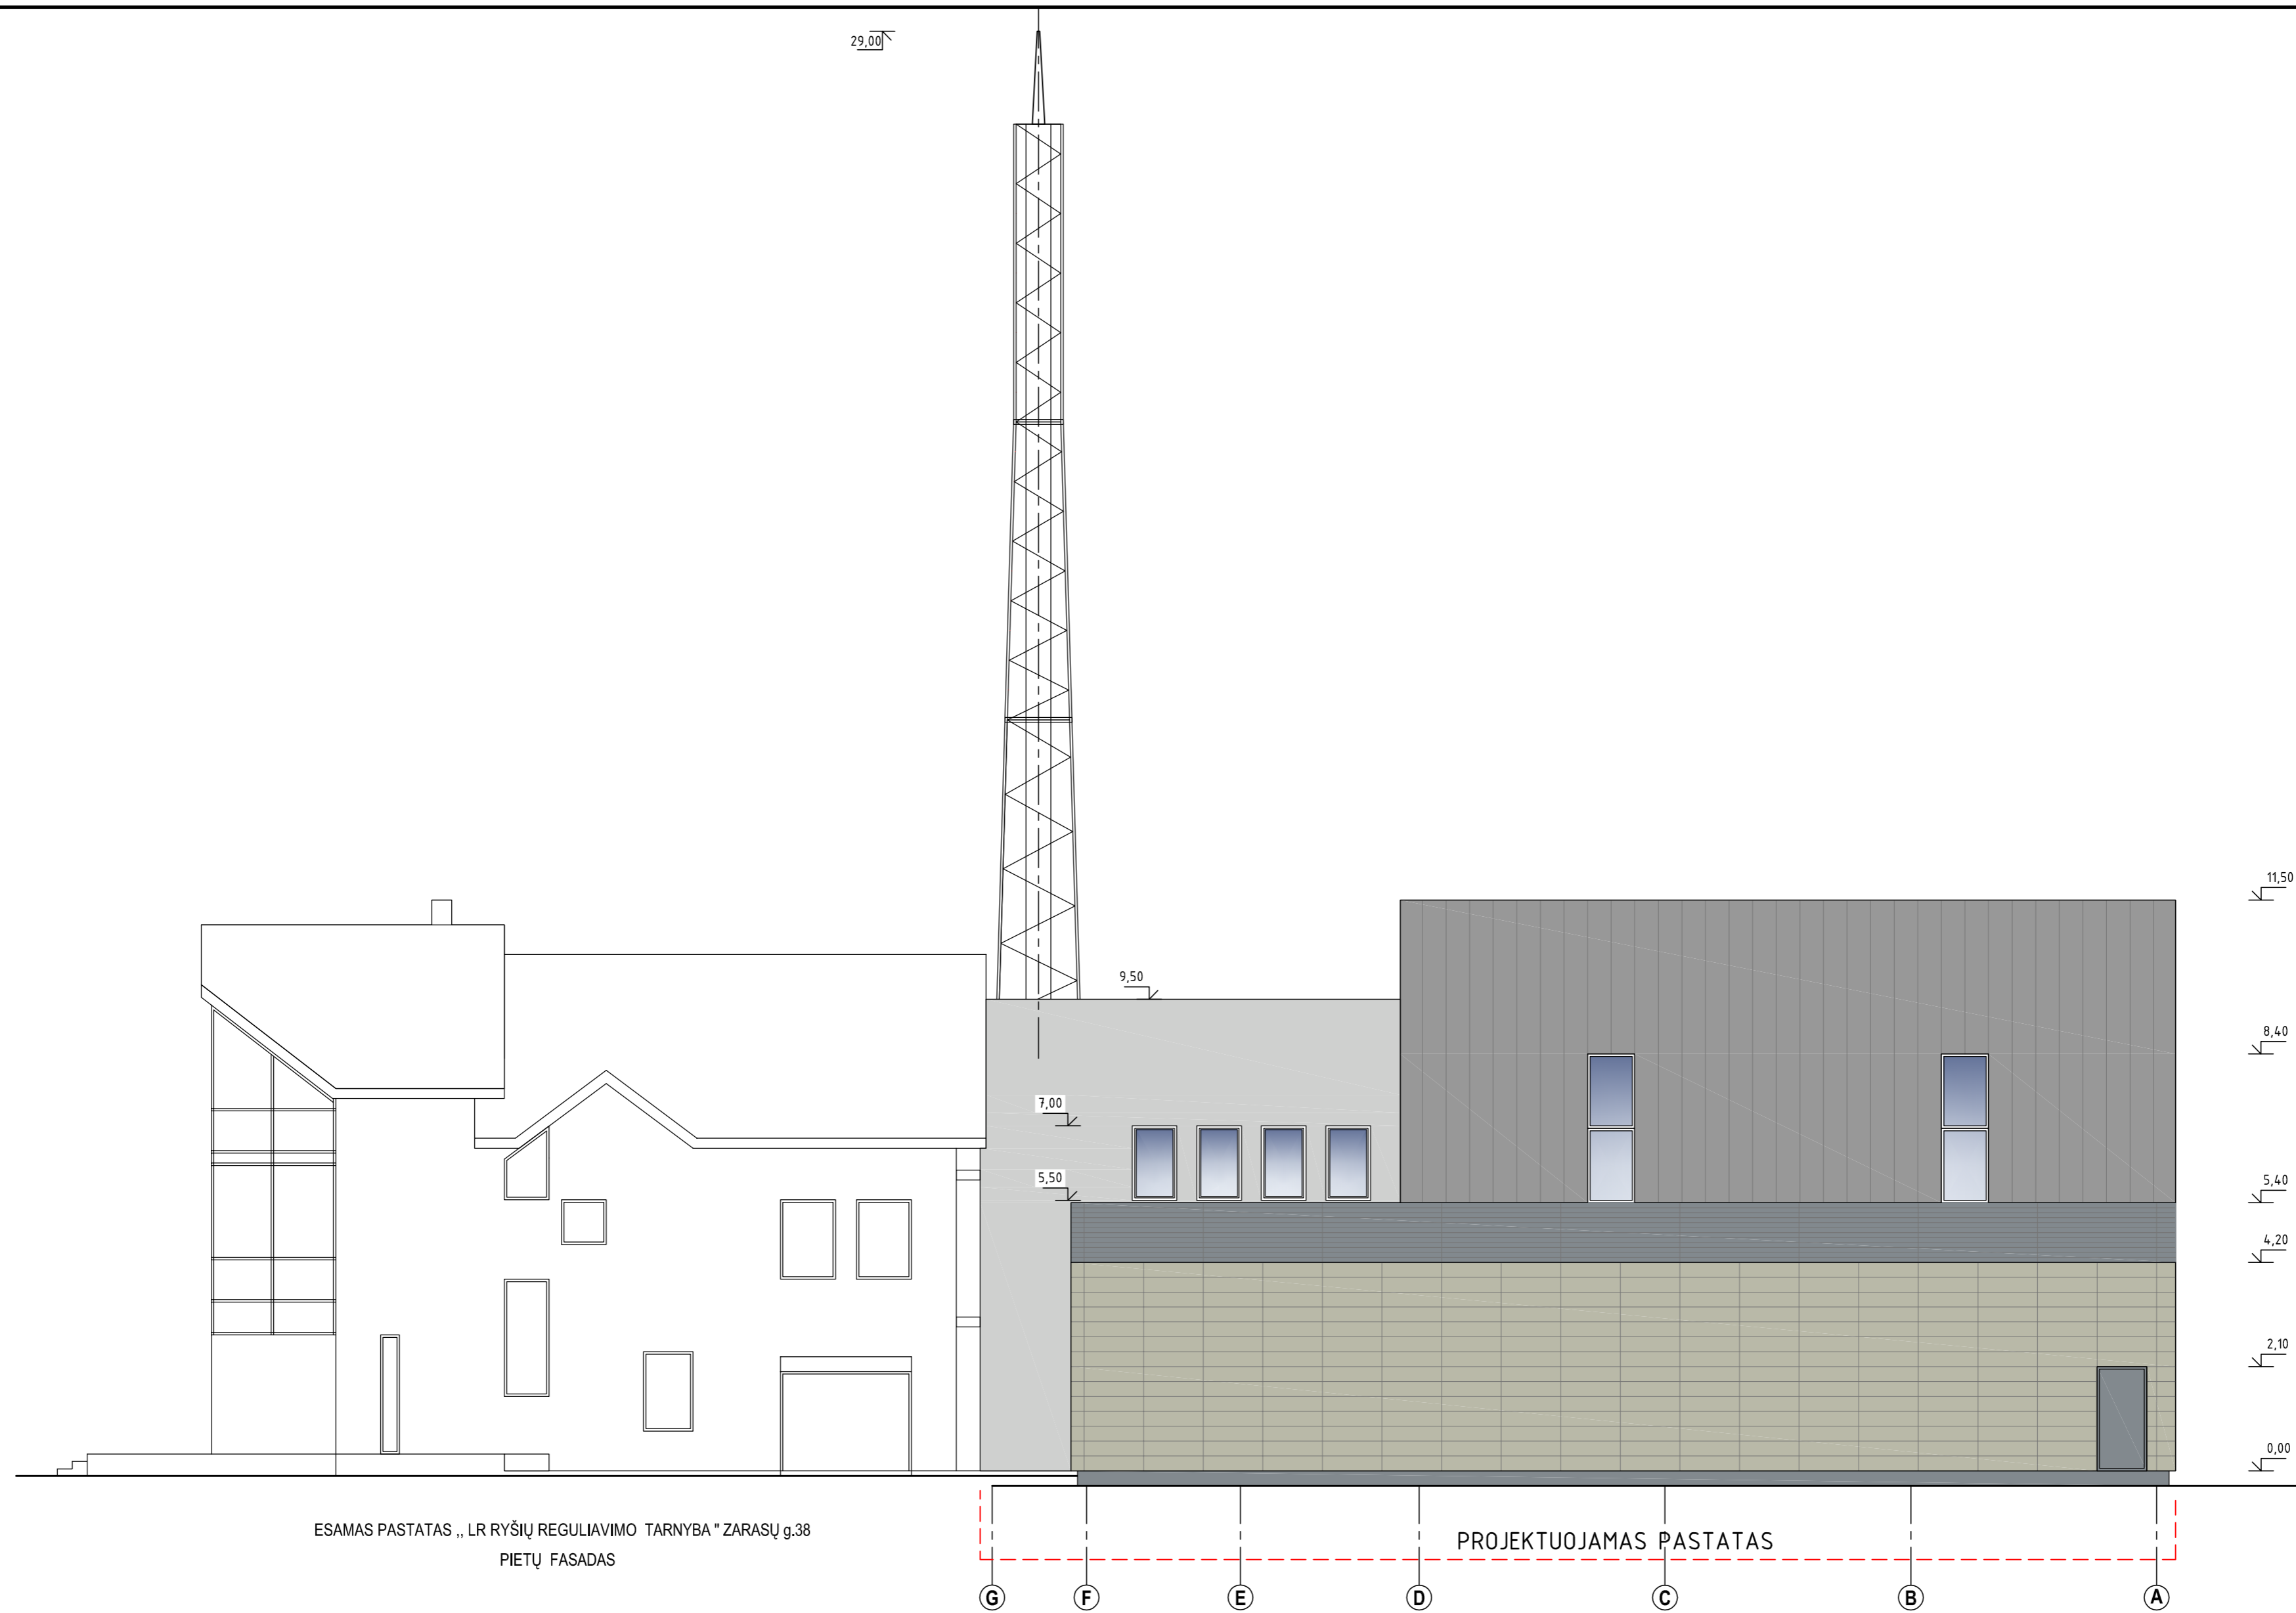 29,00
11,50
9,50
8,40
7,00
5,50
5,40
4,20
2,10
0,00
ESAMAS PASTATAS ,, LR RYŠIŲ REGULIAVIMO TARNYBA " ZARASŲ g.38
PIETŲ FASADAS
PROJEKTUOJAMAS PASTATAS
G F E D C B A